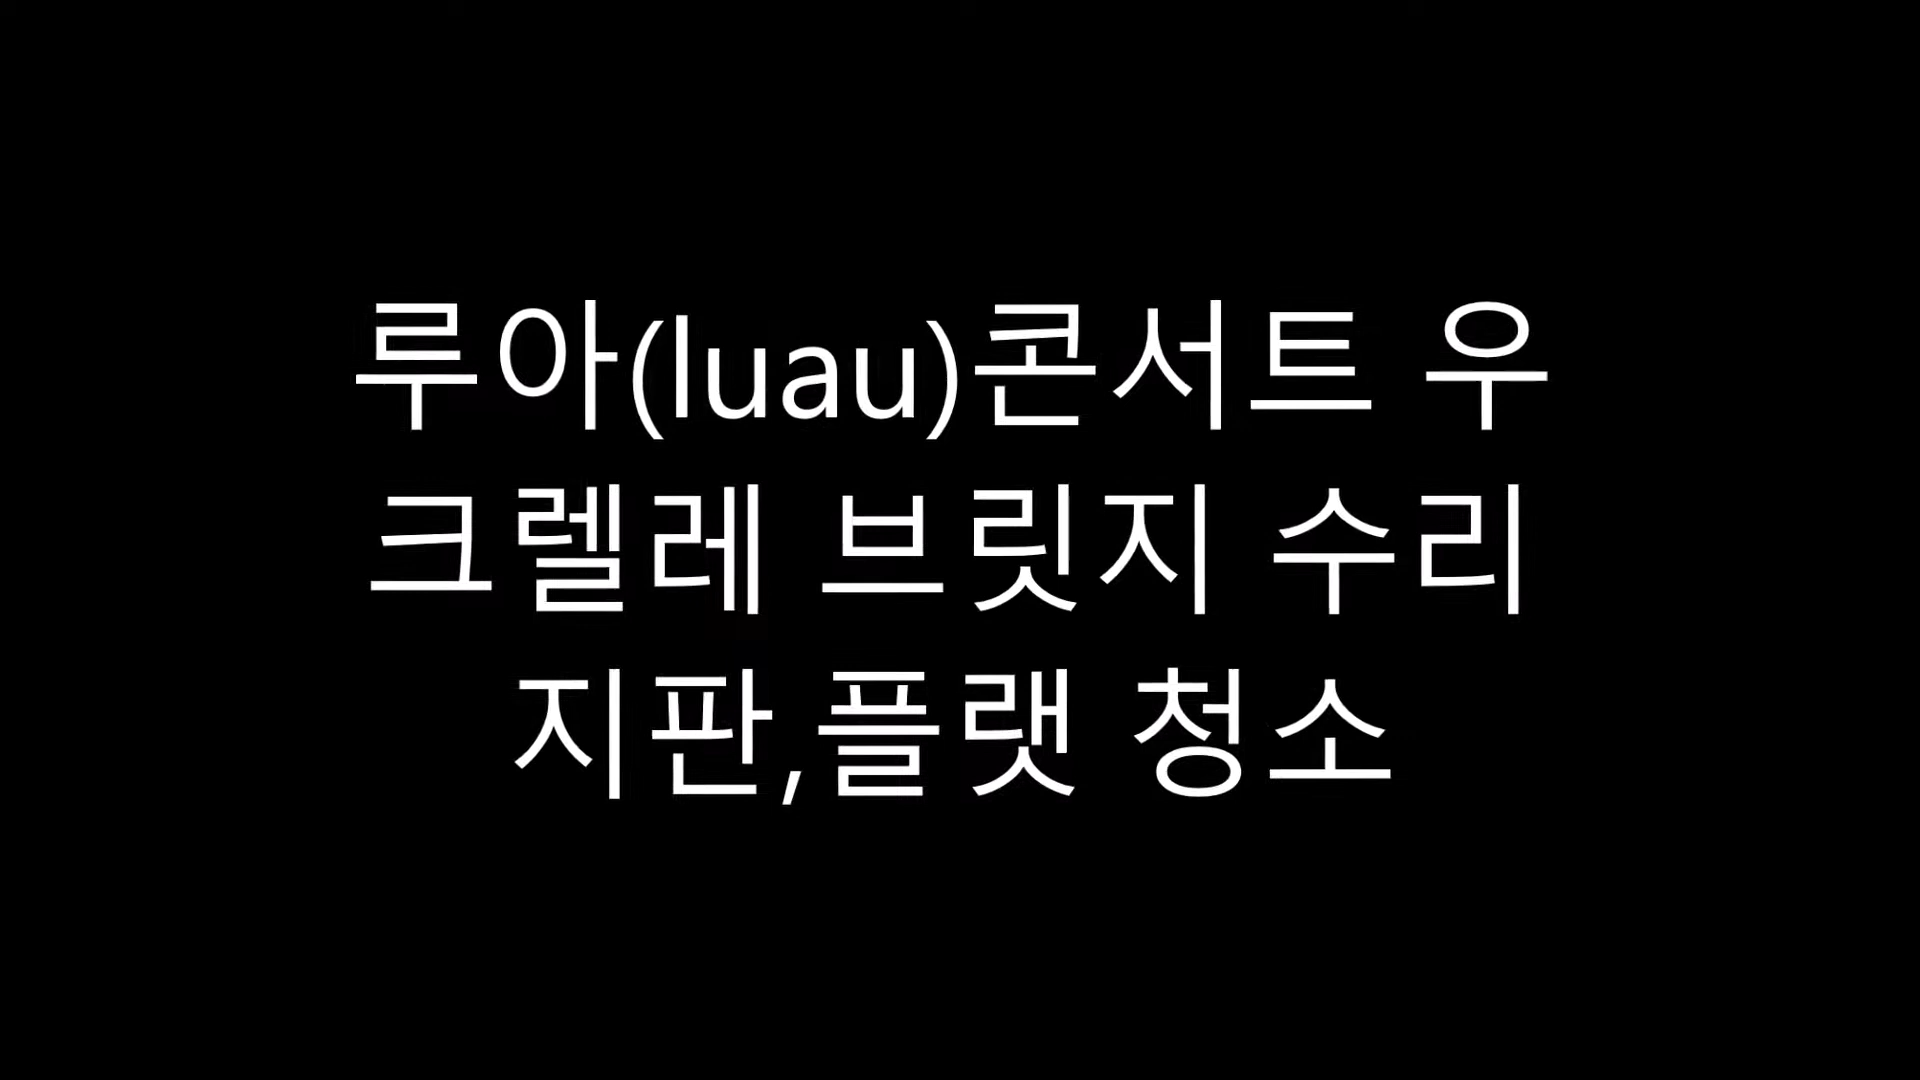 루아(luau)콘서트 우
크렐레 브릿지 수리
지판,플랫 청소